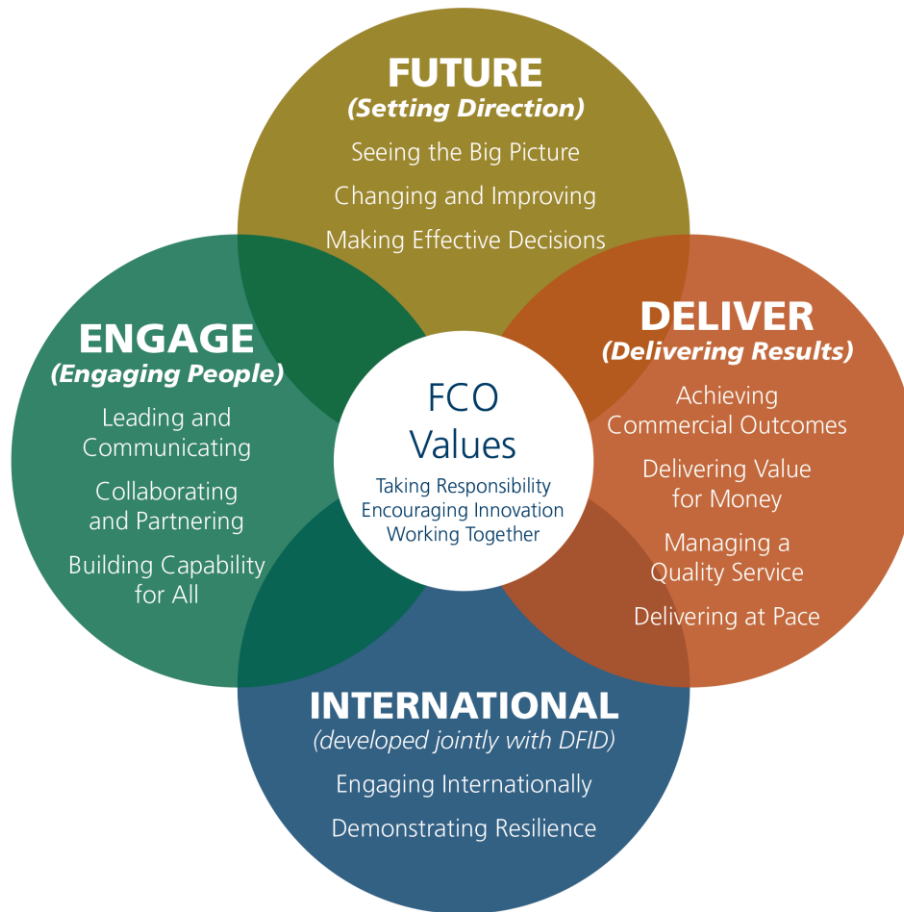 FUTURE
(Setting Direction)
Seeing the Big Picture
Changing and Improving
Making Effective Decisions
ENGAGE
(Engaging People)
Leading and
Communicating
Collaborating
and Partnering
Building Capability
for All
FCO
Values
Taking Responsibility
Encouraging Innovation
Working Together
DELIVER
(Delivering Results)
Achieving
Commercial Outcomes
Delivering Value
for Money
Managing a
Quality Service
Delivering at Pace
INTERNATIONAL
(developed jointly with DFID)
Engaging Internationally
Demonstrating Resilience